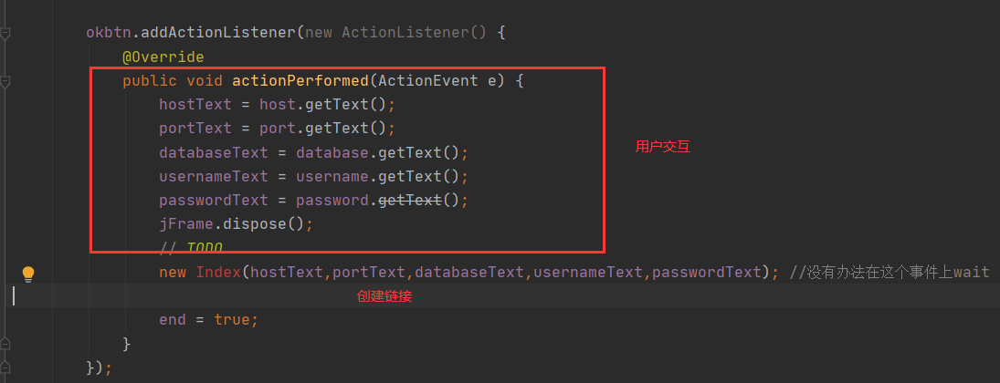 okbtn.addActionListener(new ActionListener() {
@Override
public void actionPerformed(ActionEvent e) {
hostText = host.getText();
portText = port.getText();
用户交互
databaseText = database.getText();
usernameText = username.getText();
passwordText = password.getText();
jFrame.dispose();
// TODO
new Index(hostText,portText,databaseText,usernameText,passwordText); //没有办法在这个事件上wait
创建链接
end = true;
}
});